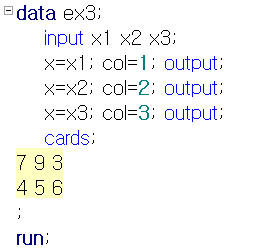 data ex3;
input x1 x2 x3;
x=x1; col=1; output;
x=x2; col=2; output;
x=x3; col=3; output;
cards;
7 9 3
4 5 6
;
run;